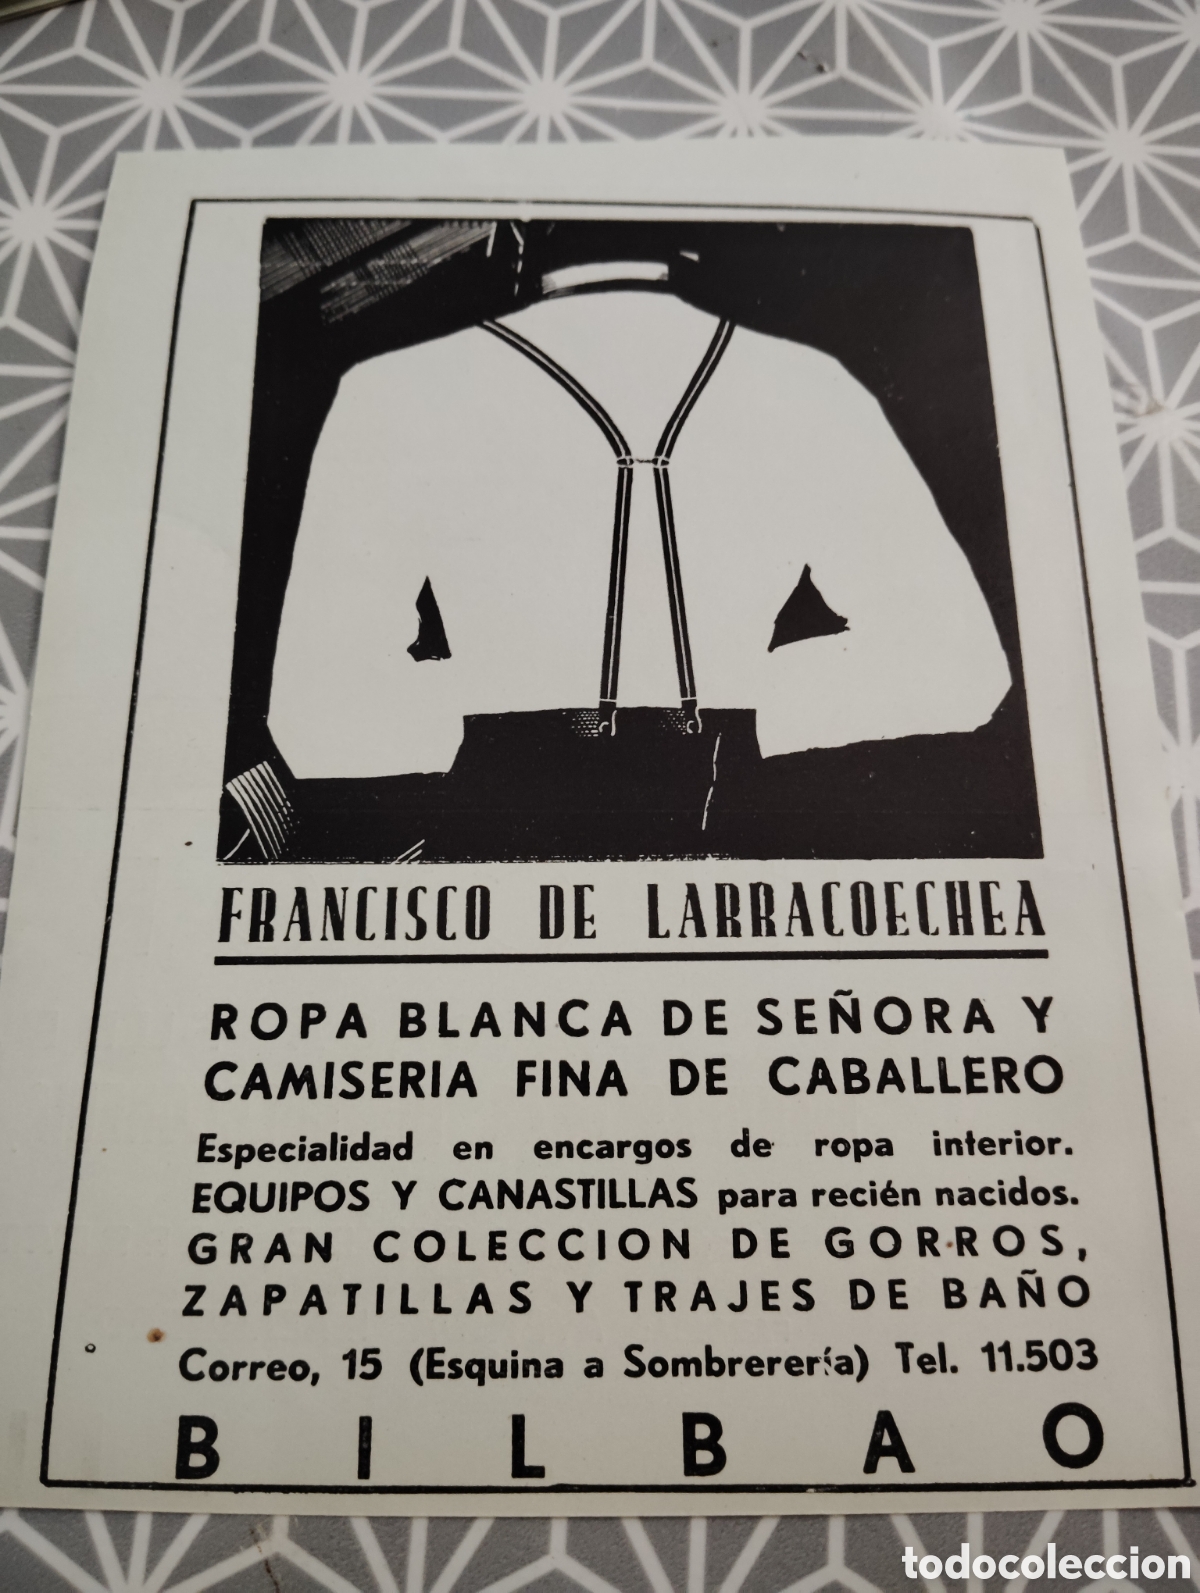 FRANCISCO DE LARRACOECHEA
ROPA BLANCA DE SEÑORA Y
CAMISERIA FINA DE CABALLERO
Especialidad en encargos de ropa interior.
EQUIPOS Y CANASTILLAS para recién nacidos.
GRAN COLECCION DE GORROS,
ZAPATILLAS Y TRAJES DE BAÑO
Correo, 15 (Esquina a Sombrerería) Tel. 11.503
BILBAO
todocoleccion